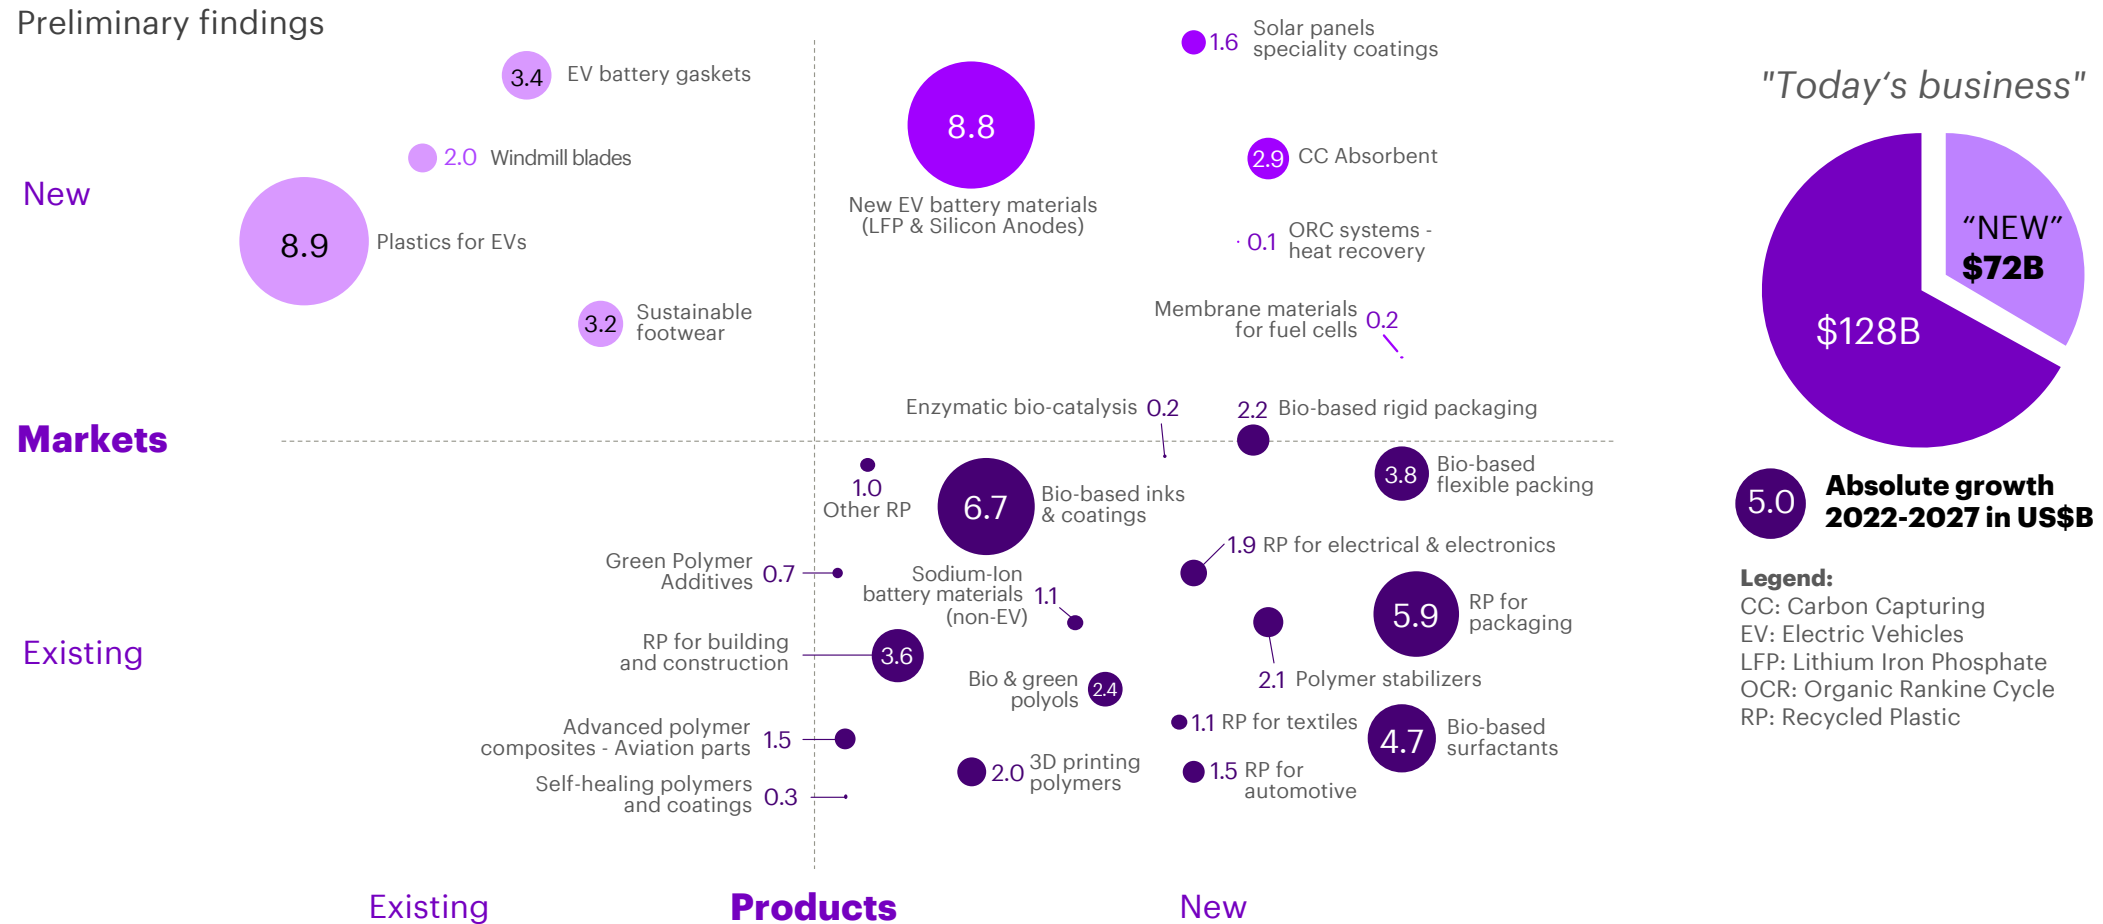 Preliminary findings
3.4 EV battery gaskets
2.0 Windmill blades
New
8.9 Plastics for EVs
3.2 Sustainable
footwear
8.8
New EV battery materials
(LFP & Silicon Anodes)
1.6 Solar panels
speciality coatings
2.9 CC Absorbent
0.1 ORC systems -
heat recovery
Membrane materials
for fuel cells 0.2
Markets
Enzymatic bio-catalysis 0.2
2.2 Bio-based rigid packaging
1.0
Other RP
6.7 Bio-based inks
& coatings
3.8 Bio-based
flexible packing
Green Polymer
Additives 0.7
Sodium-Ion
battery materials 1.1
(non-EV)
1.9 RP for electrical & electronics
5.9 RP for
packaging
Existing
RP for building
and construction 3.6
Bio & green
polyols 2.4
2.1 Polymer stabilizers
Advanced polymer
composites - Aviation parts 1.5
1.1 RP for textiles
4.7 Bio-based
surfactants
Self-healing polymers
and coatings 0.3
2.0 3D printing
polymers
1.5 RP for
automotive
Existing
Products
New
"Today‘s business"
“NEW”
$72B
$128B
5.0 Absolute growth
2022-2027 in US$B
Legend:
CC: Carbon Capturing
EV: Electric Vehicles
LFP: Lithium Iron Phosphate
OCR: Organic Rankine Cycle
RP: Recycled Plastic